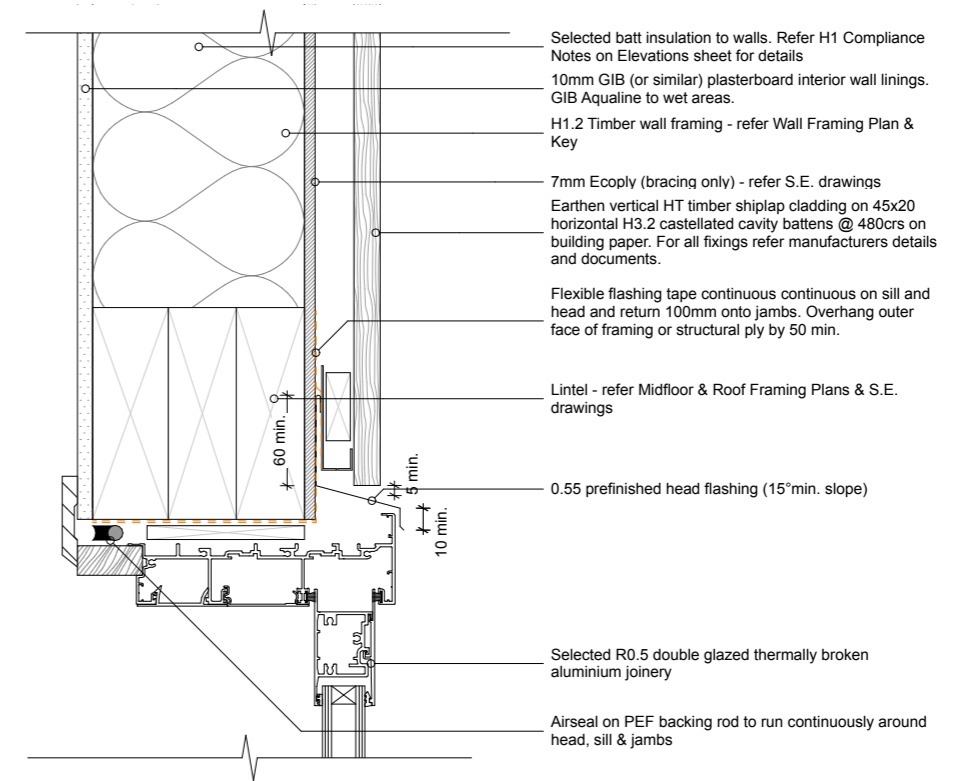 Selected batt insulation to walls. Refer H1 Compliance
Notes on Elevations sheet for details
10mm GIB (or similar) plasterboard interior wall linings.
GIB Aqualine to wet areas.
H1.2 Timber wall framing - refer Wall Framing Plan &
Key
7mm Ecoply (bracing only) - refer S.E. drawings
Earthen vertical HT timber shiplap cladding on 45x20
horizontal H3.2 castellated cavity battens @ 480crs on
building paper. For all fixings refer manufacturers details
and documents.
Flexible flashing tape continuous continuous on sill and
head and return 100mm onto jambs. Overhang outer
face of framing or structural ply by 50 min.
Lintel - refer Midfloor & Roof Framing Plans & S.E.
drawings
60 min.
5 min.
10 min.
0.55 prefinished head flashing (15°min. slope)
Selected R0.5 double glazed thermally broken
aluminium joinery
Airseal on PEF backing rod to run continuously around
head, sill & jambs